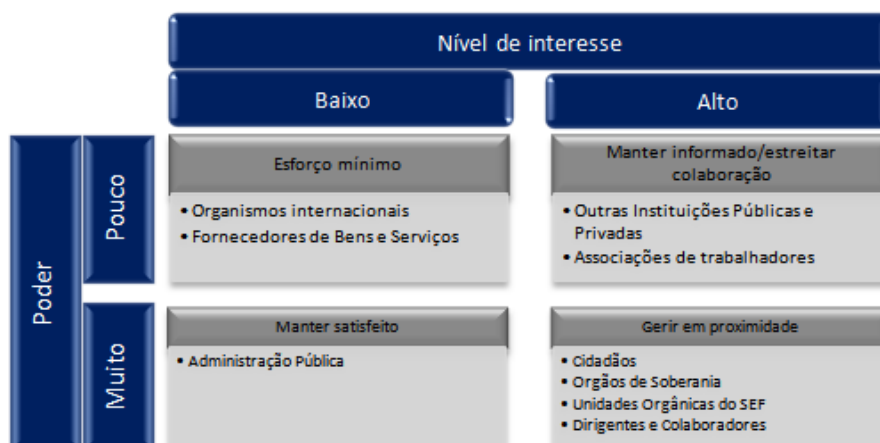 Nível de interesse
Baixo
Alto
Poder
Pouco
Esforço mínimo
• Organismos internacionais
• Fornecedores de Bens e Serviços
Manter informado/estreitar
colaboração
• Outras Instituições Públicas e
Privadas
• Associações de trabalhadores
Muito
Manter satisfeito
• Administração Pública
Gerir em proximidade
• Cidadãos
• Orgãos de Soberania
• Unidades Orgânicas do SEF
• Dirigentes e Colaboradores